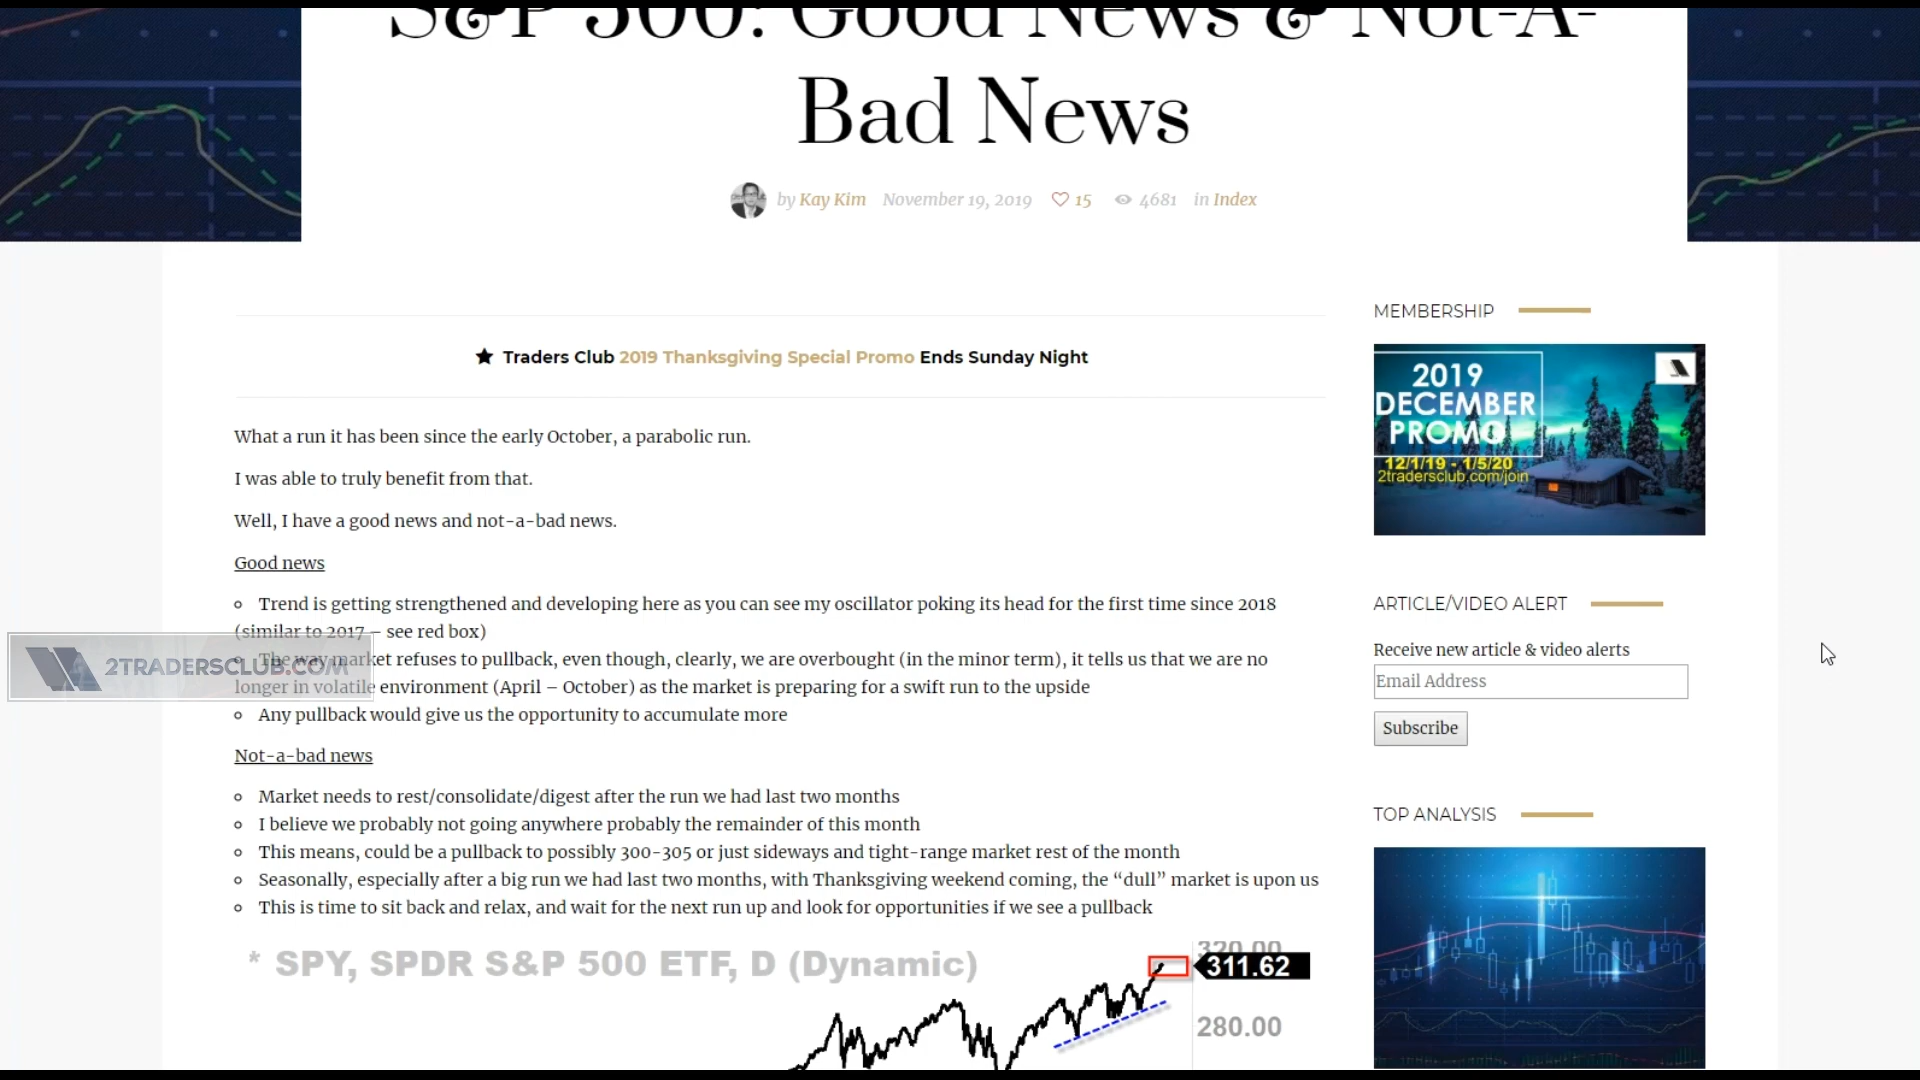 S&P 500: Good News & Not-A-
Bad News
by Kay Kim November 19, 2019 15 4681 in Index
★ Traders Club 2019 Thanksgiving Special Promo Ends Sunday Night
What a run it has been since the early October, a parabolic run.
I was able to truly benefit from that.
Well, I have a good news and not-a-bad news.
Good news
Trend is getting strengthened and developing here as you can see my oscillator poking its head for the first time since 2018
(similar to 2017 – see red box)
The way market refuses to pullback, even though, clearly, we are overbought (in the minor term), it tells us that we are no
longer in volatile environment (April – October) as the market is preparing for a swift run to the upside
Any pullback would give us the opportunity to accumulate more
Not-a-bad news
Market needs to rest/consolidate/digest after the run we had last two months
I believe we probably not going anywhere probably the remainder of this month
This means, could be a pullback to possibly 300-305 or just sideways and tight-range market rest of the month
Seasonally, especially after a big run we had last two months, with Thanksgiving weekend coming, the “dull” market is upon us
This is time to sit back and relax, and wait for the next run up and look for opportunities if we see a pullback
* SPY, SPDR S&P 500 ETF, D (Dynamic)
320.00
311.62
280.00
2TRADERSCLUB.COM
MEMBERSHIP
2019
DECEMBER
PROMO
12/1/19 - 1/5/20
2tradersclub.com/join
ARTICLE/VIDEO ALERT
Receive new article & video alerts
Email Address
Subscribe
TOP ANALYSIS